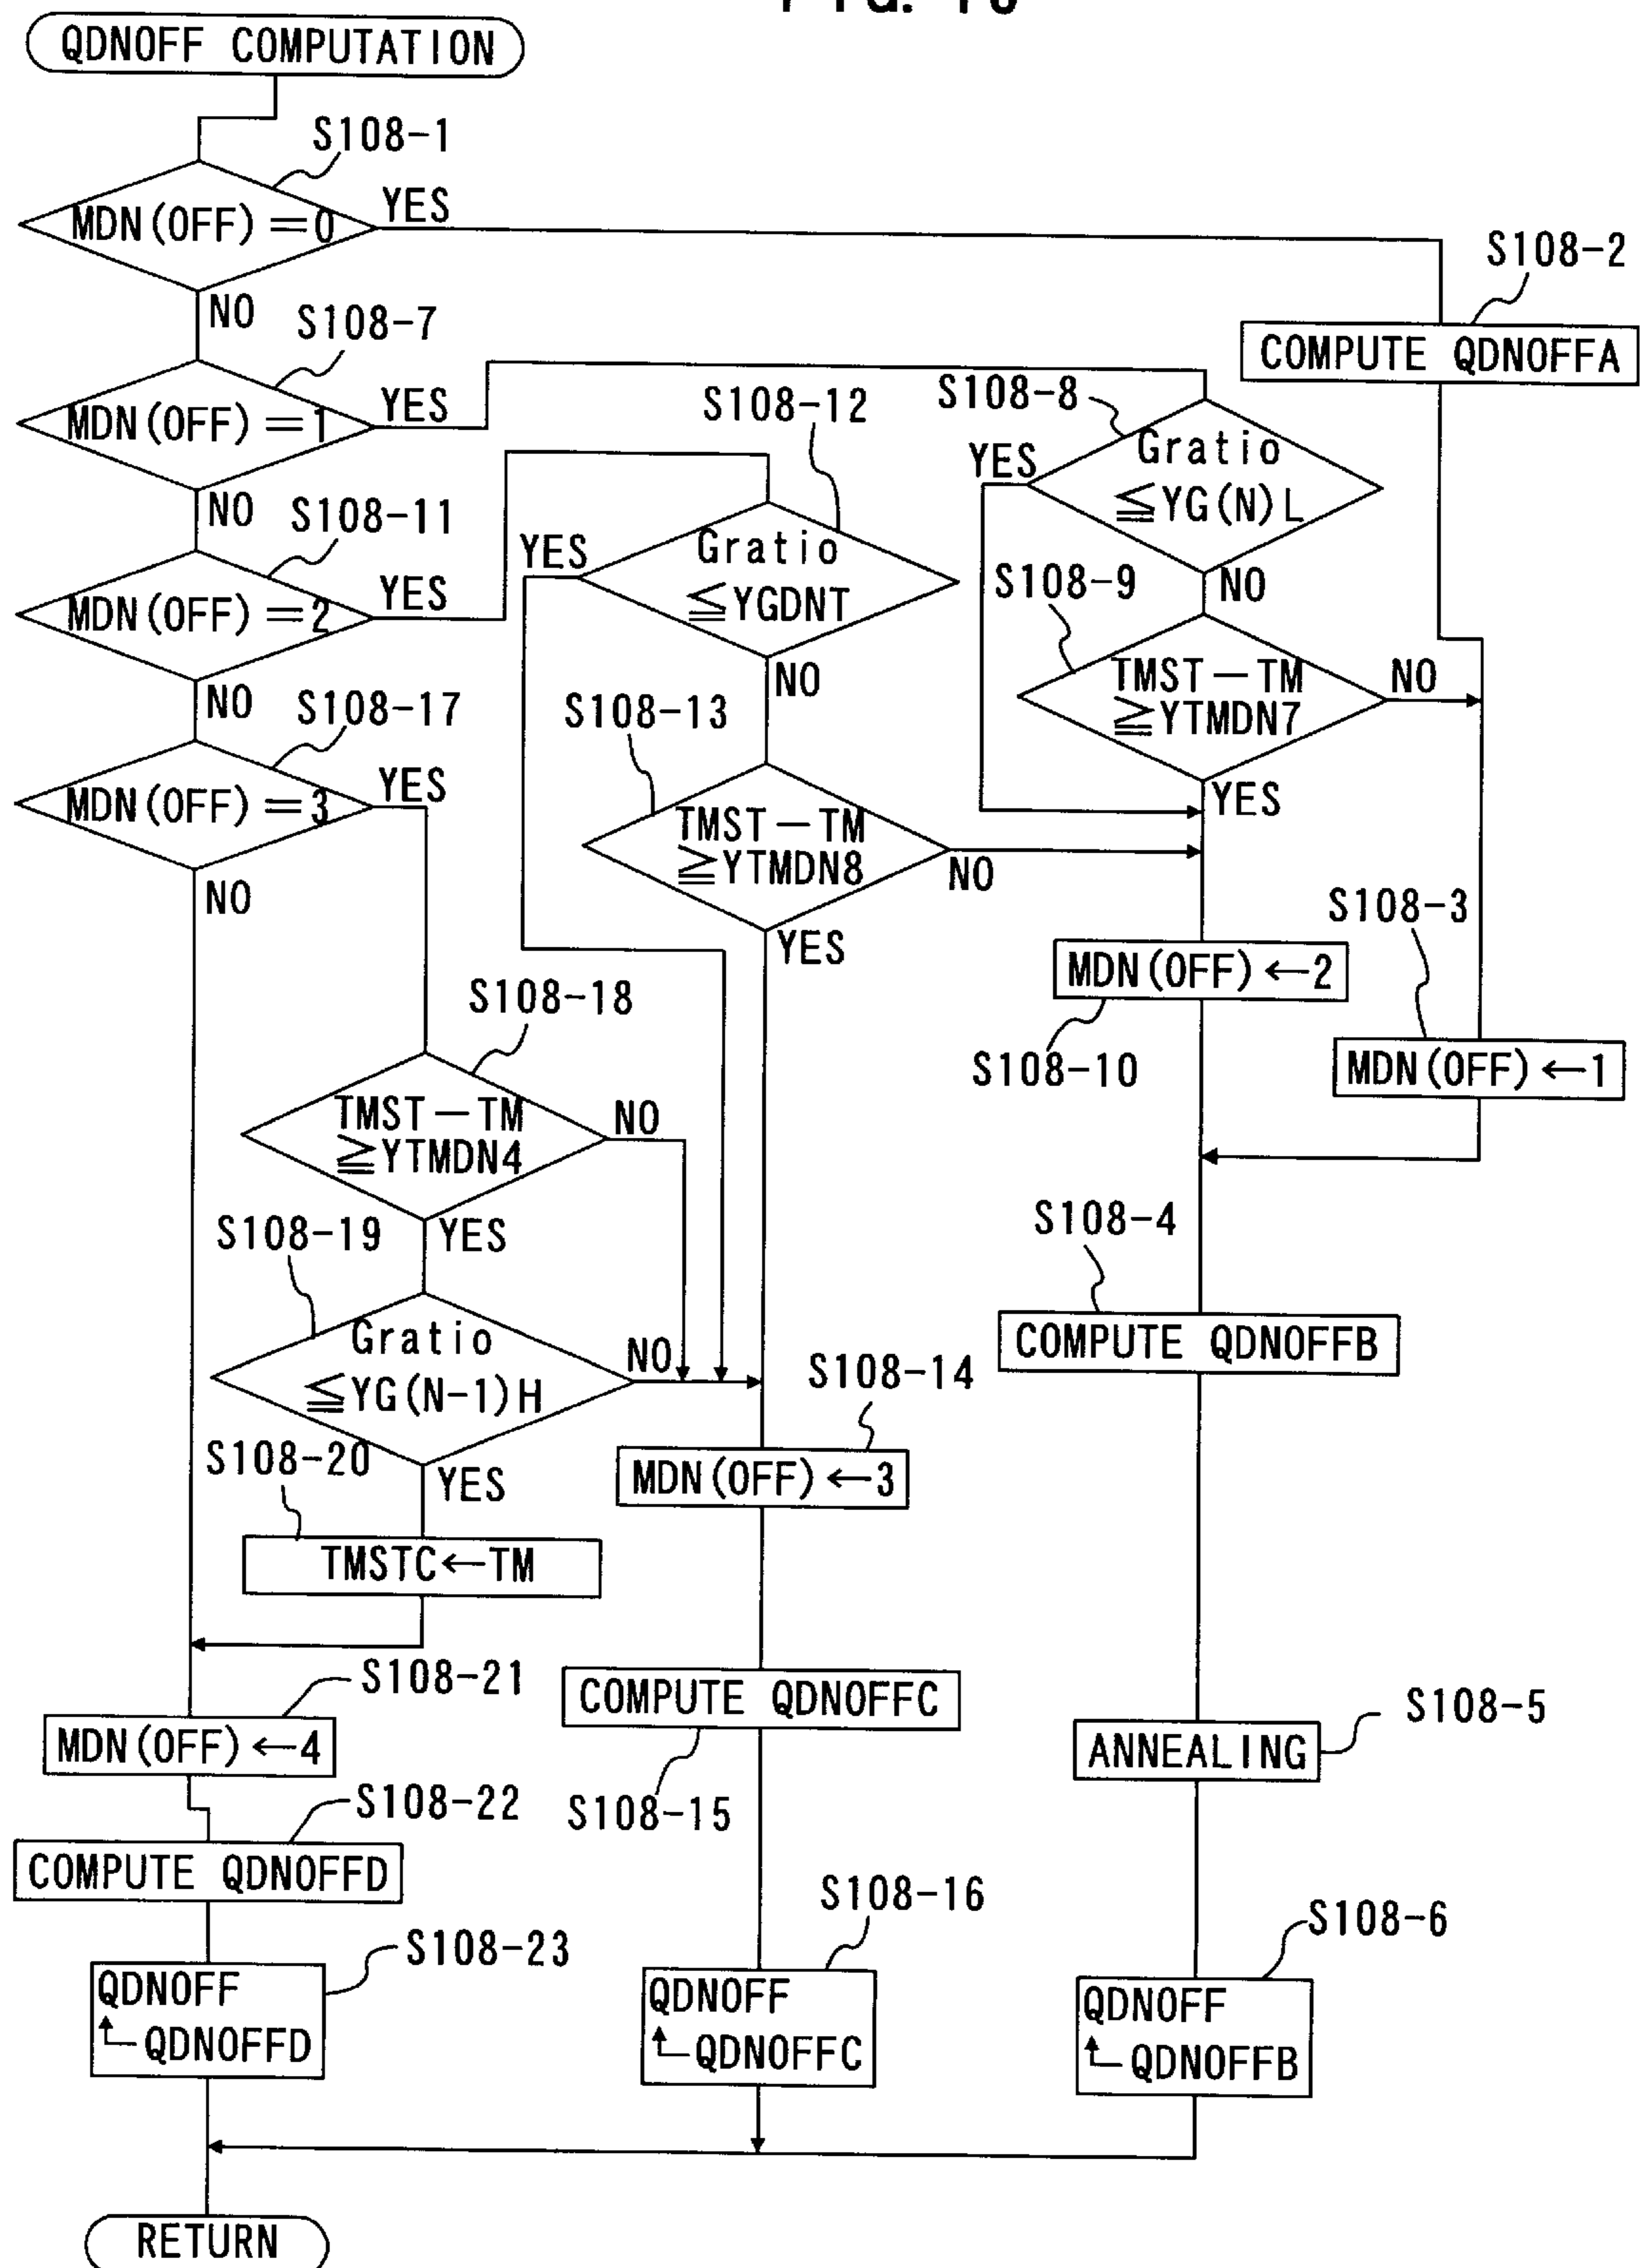 QDNOFF COMPUTATION
S108-1
MDN(OFF)=0
YES
S108-2
NO
S108-7
COMPUTE QDNOFFA
MDN(OFF)=1
YES
S108-12
S108-8
Gratio
≦YG(N)L
YES
NO
S108-11
NO
MDN(OFF)=2
YES
YES
Gratio
≦YGDNT
S108-9
NO
S108-17
NO
S108-13
TMST-TM
≧YTMDN7
NO
YES
MDN(OFF)=3
YES
TMST-TM
≧YTMDN8
NO
NO
YES
S108-3
MDN(OFF)←2
S108-18
S108-10
MDN(OFF)←1
TMST-TM
≧YTMDN4
NO
S108-19
YES
S108-4
Gratio
≦YG(N-1)H
NO
COMPUTE QDNOFFB
S108-14
S108-20
YES
MDN(OFF)←3
TMSTC←TM
S108-21
COMPUTE QDNOFFC
S108-5
MDN(OFF)←4
ANNEALING
S108-22
S108-15
COMPUTE QDNOFFD
S108-16
S108-6
S108-23
QDNOFF
QDNOFFD
QDNOFF
QDNOFFC
QDNOFF
QDNOFFB
RETURN